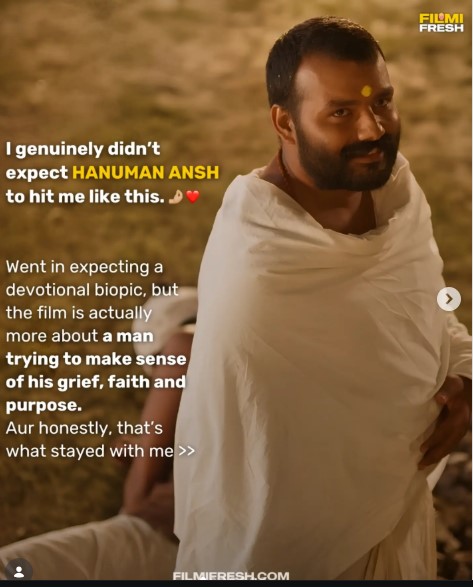 FILMI
FRESH
I genuinely didn't
expect HANUMAN ANSH
to hit me like this. 🤌🏼❤️
Went in expecting a
devotional biopic, but
the film is actually
more about a man
trying to make sense
of his grief, faith and
purpose.
Aur honestly, that's
what stayed with me >>
FILMIFRESH.COM